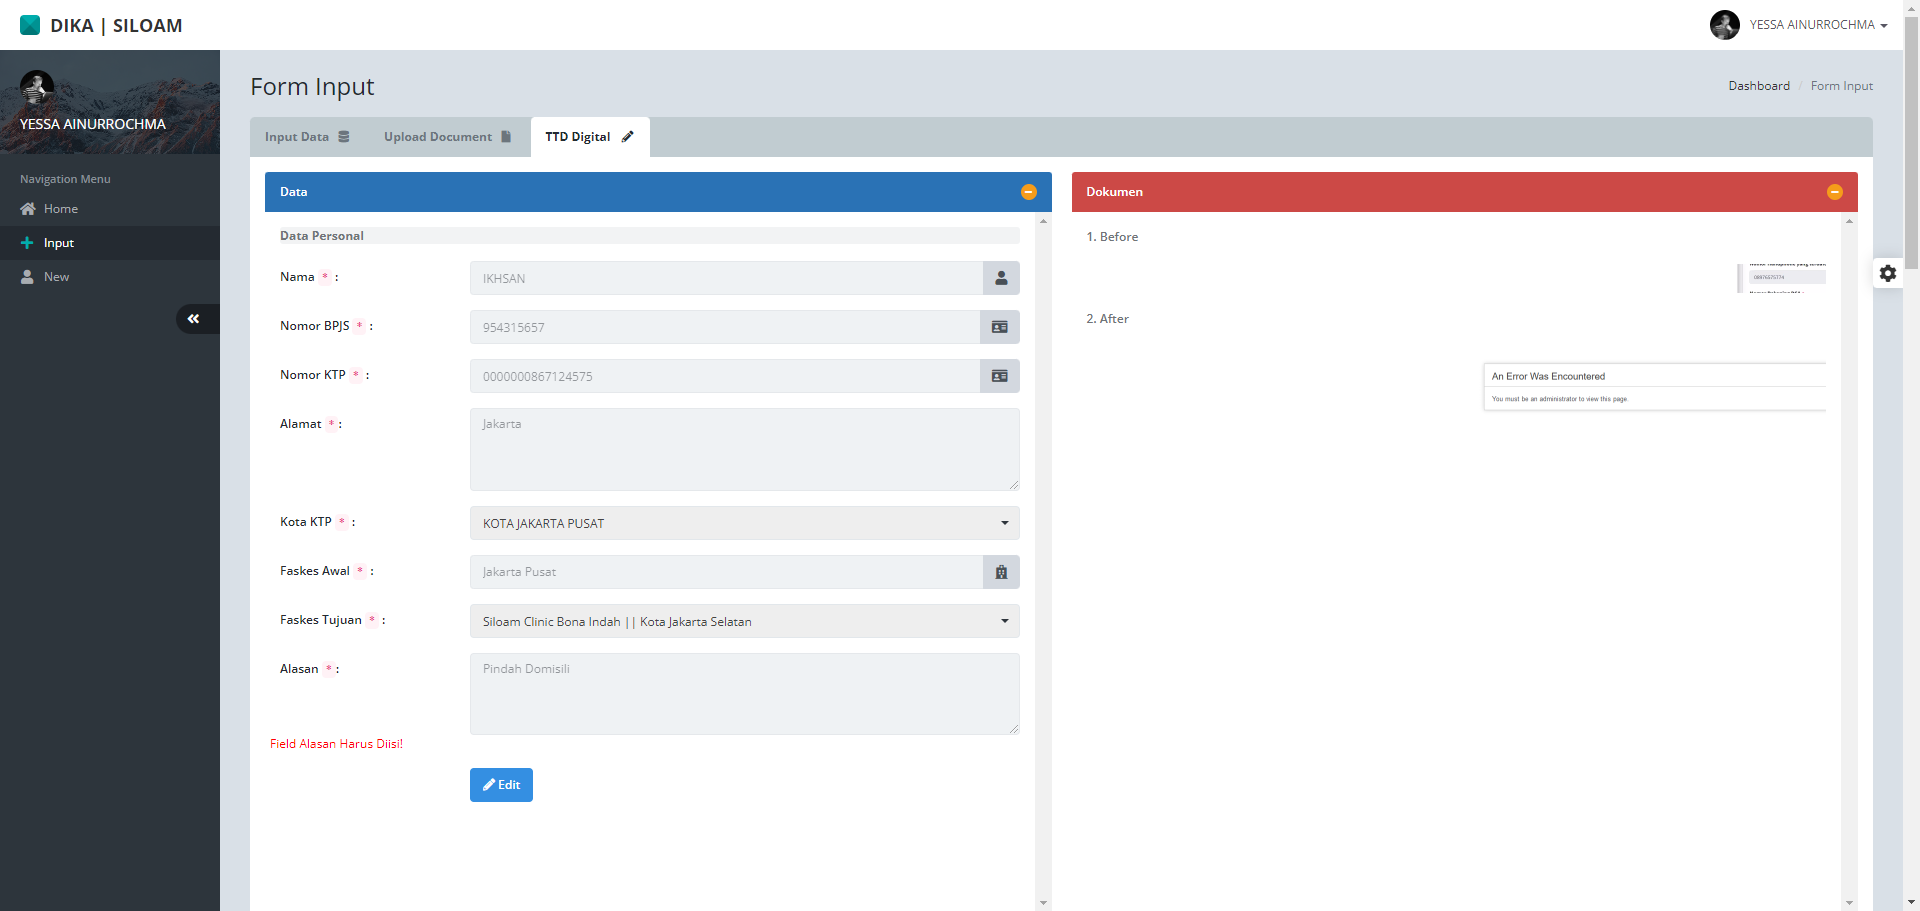 DIKA | SILOAM
YESSA AINURROCHMA
YESSA AINURROCHMA
Navigation Menu
Home
Input
New
Form Input
Dashboard / Form Input
Input Data
Upload Document
TTD Digital
Data
Data Personal
Nama * :
IKHSAN
Nomor BPJS * :
954315657
Nomor KTP * :
0000000867124575
Alamat * :
Jakarta
Kota KTP * :
KOTA JAKARTA PUSAT
Faskes Awal * :
Jakarta Pusat
Faskes Tujuan * :
Siloam Clinic Bona Indah || Kota Jakarta Selatan
Alasan * :
Pindah Domisili
Field Alasan Harus Diisi!
Edit
Dokumen
1. Before
2. After
An Error Was Encountered
You must be an administrator to view this page.